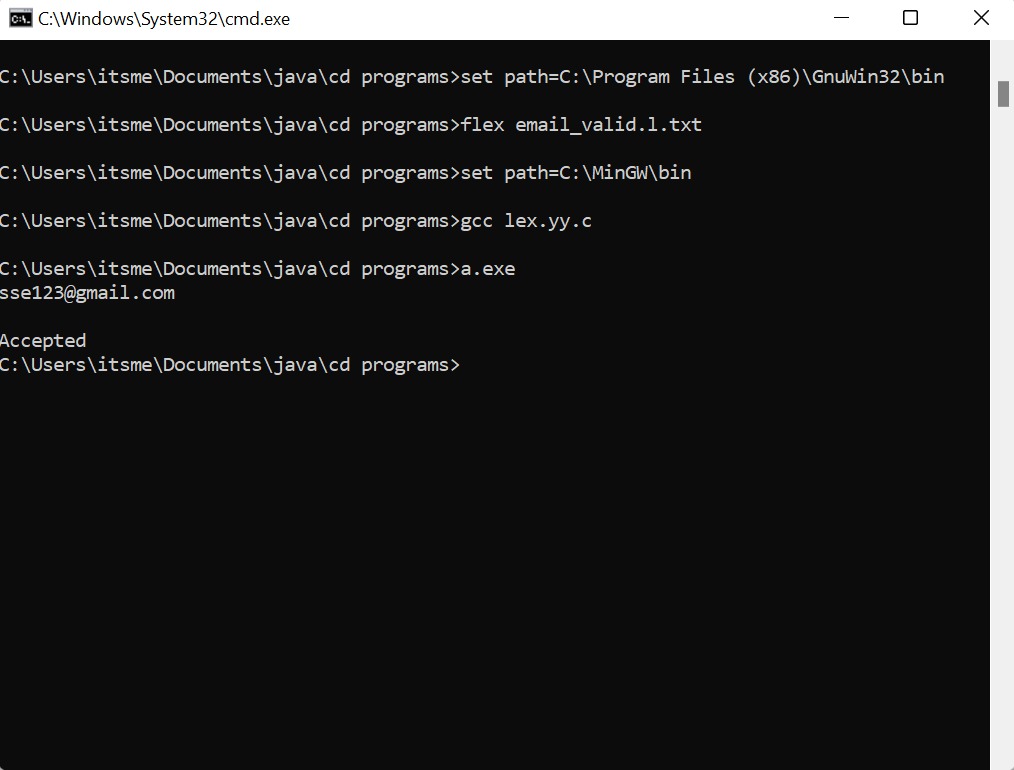 C:\Windows\System32\cmd.exe
C:\Users\itsme\Documents\java\cd programs>set path=C:\Program Files (x86)\GnuWin32\bin
C:\Users\itsme\Documents\java\cd programs>flex email_valid.l.txt
C:\Users\itsme\Documents\java\cd programs>set path=C:\MinGW\bin
C:\Users\itsme\Documents\java\cd programs>gcc lex.yy.c
C:\Users\itsme\Documents\java\cd programs>a.exe
sse123@gmail.com
Accepted
C:\Users\itsme\Documents\java\cd programs>